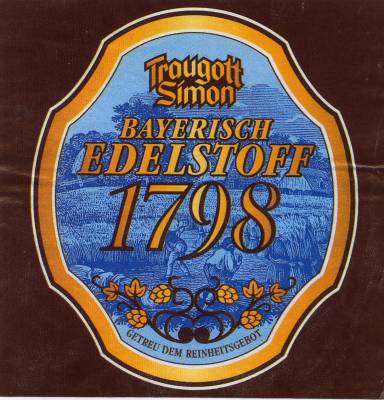 Traugott
Simon
BAYERISCH
EDELSTOFF
1798
GETREU DEM REINHEITSGEBOT